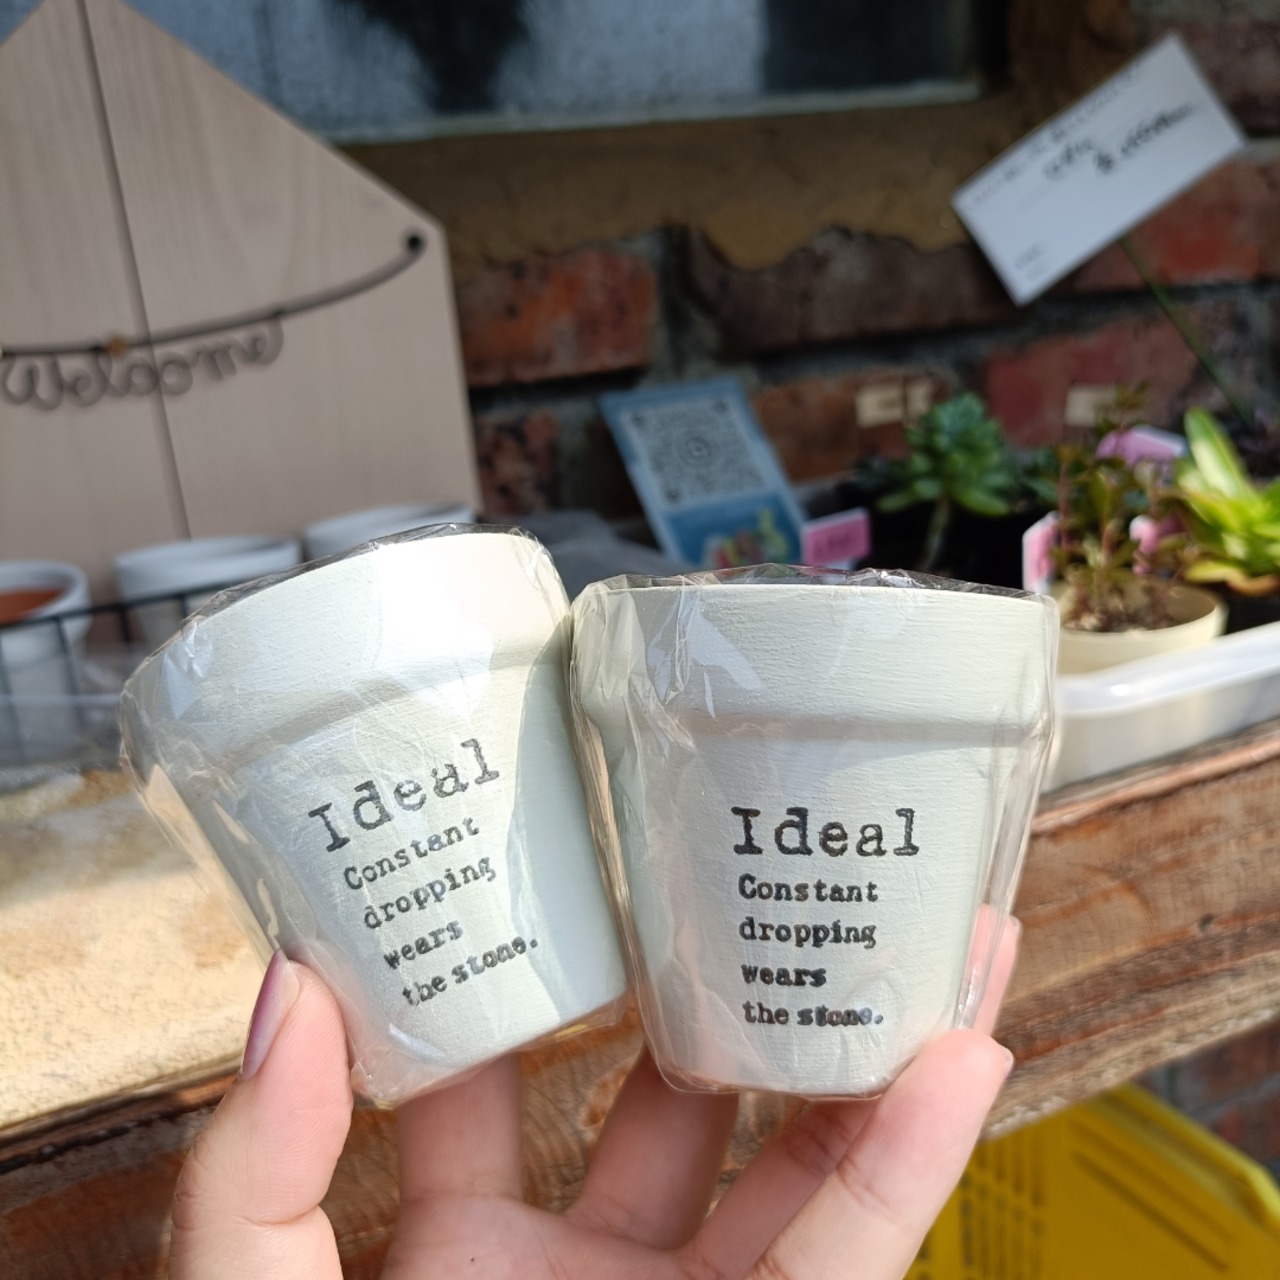 Welcome
Ideal
Constant
dropping
wears
the stone.
Ideal
Constant
dropping
wears
the stone.